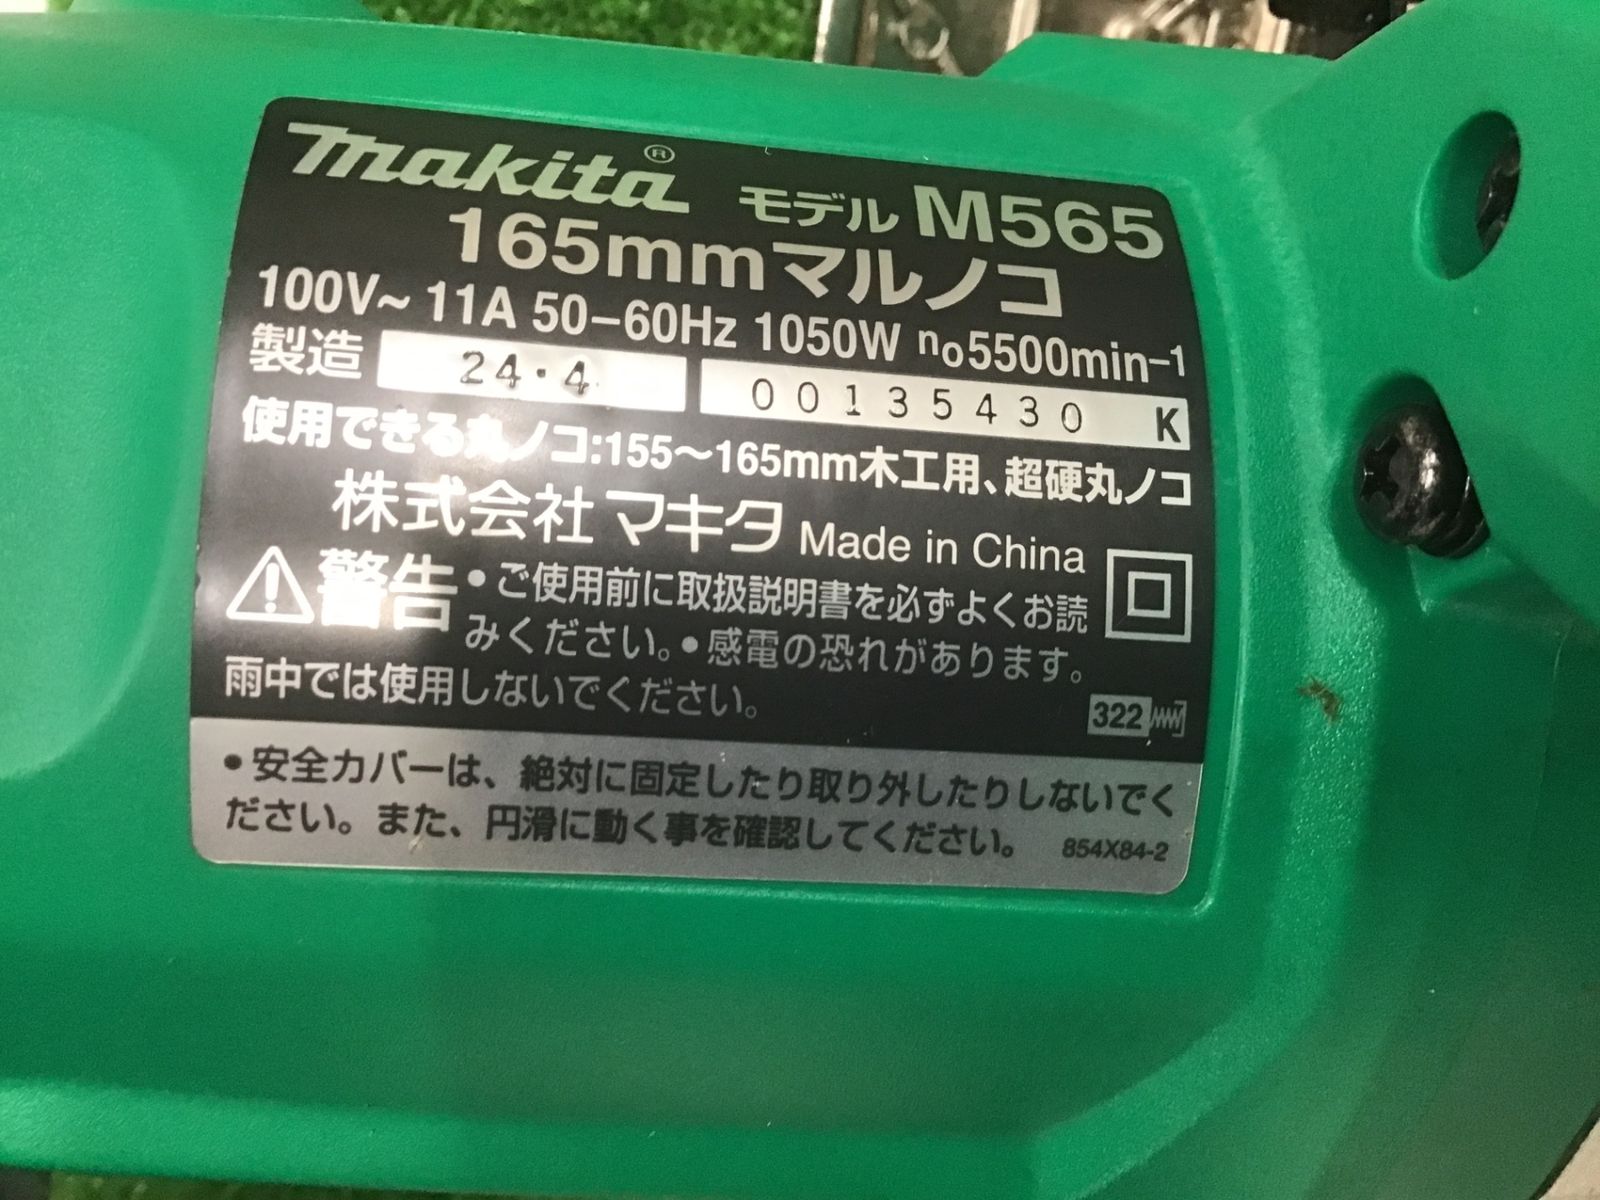 makita® モデル M565
165mmマルノコ
100V～ 11A 50-60Hz 1050W no5500min-1
製造 24.4 00135430 K
使用できる丸ノコ:155～165mm木工用、超硬丸ノコ
株式会社マキタ Made in China
警告 •ご使用前に取扱説明書を必ずよくお読
みください。•感電の恐れがあります。
雨中では使用しないでください。
322
•安全カバーは、絶対に固定したり取り外したりしないでく
ださい。また、円滑に動く事を確認してください。 854X84-2